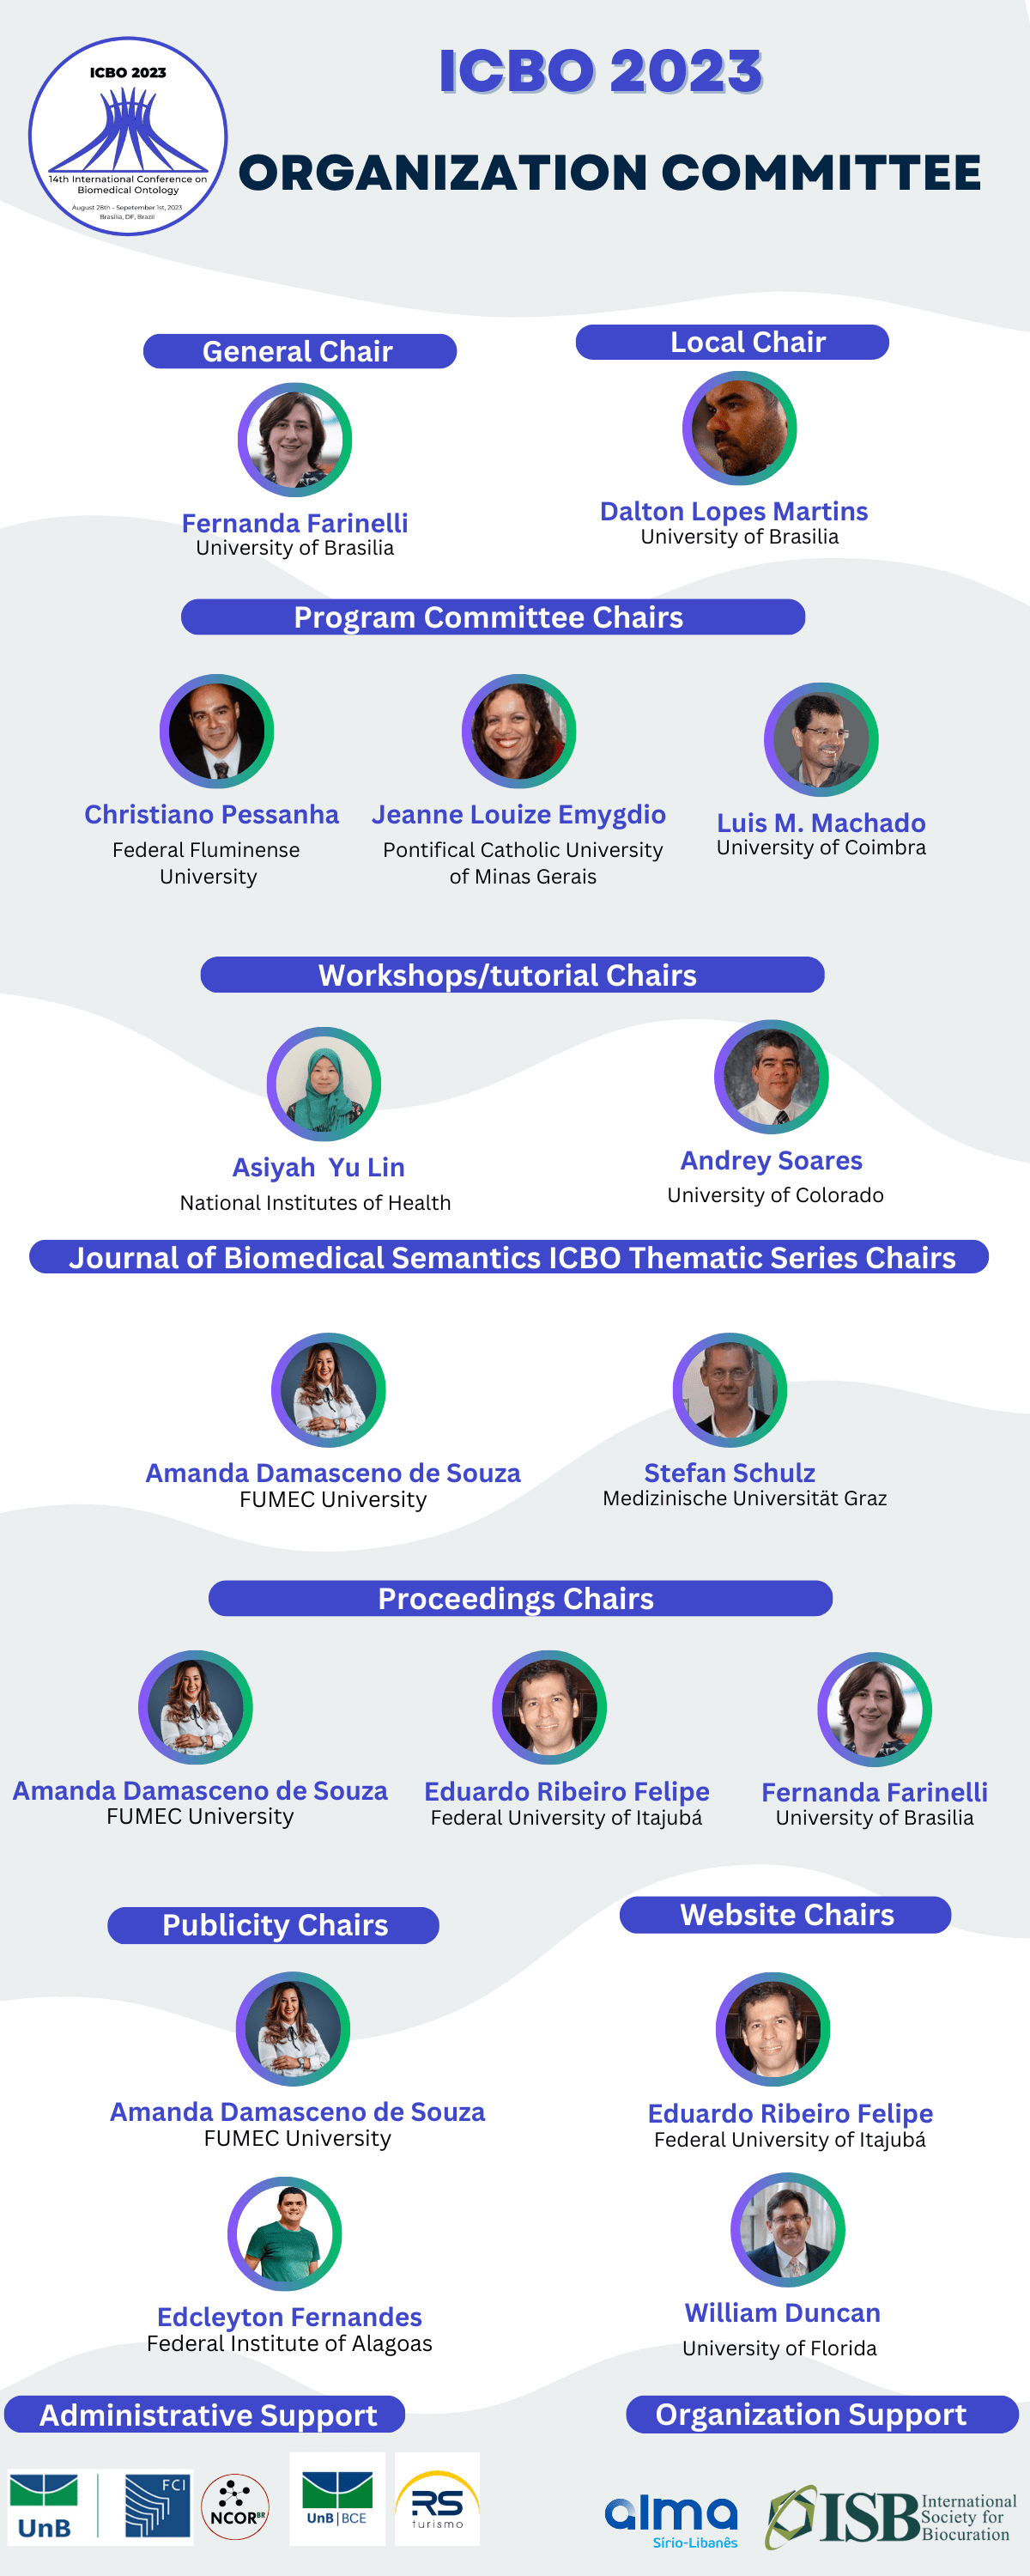 ICBO 2023
14th International Conference on
Biomedical Ontology
August 28th - Sepetember 1st, 2023
Brasilia, DF, Brazil
ICBO 2023
ORGANIZATION COMMITTEE
General Chair
Fernanda Farinelli
University of Brasilia
Local Chair
Dalton Lopes Martins
University of Brasilia
Program Committee Chairs
Christiano Pessanha
Federal Fluminense
University
Jeanne Louize Emygdio
Pontifical Catholic University
of Minas Gerais
Luis M. Machado
University of Coimbra
Workshops/tutorial Chairs
Asiyah Yu Lin
National Institutes of Health
Andrey Soares
University of Colorado
Journal of Biomedical Semantics ICBO Thematic Series Chairs
Amanda Damasceno de Souza
FUMEC University
Stefan Schulz
Medizinische Universität Graz
Proceedings Chairs
Amanda Damasceno de Souza
FUMEC University
Eduardo Ribeiro Felipe
Federal University of Itajubá
Fernanda Farinelli
University of Brasilia
Publicity Chairs
Amanda Damasceno de Souza
FUMEC University
Edcleyton Fernandes
Federal Institute of Alagoas
Website Chairs
Eduardo Ribeiro Felipe
Federal University of Itajubá
William Duncan
University of Florida
Administrative Support
UnB
FCI
NCOR BR
UnB | BCE
RS
turismo
Organization Support
alma
Sírio-Libanês
ISB
International
Society for
Biocuration